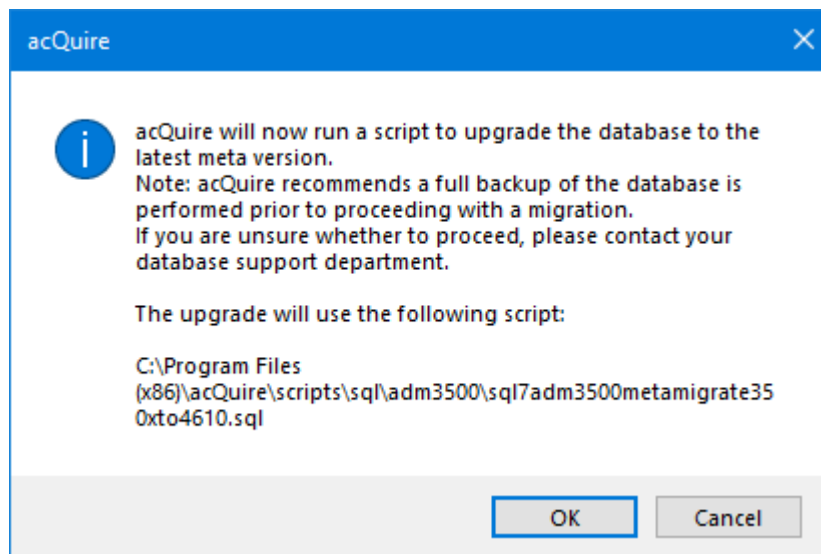 acQuire
acQuire will now run a script to upgrade the database to the
latest meta version.
Note: acQuire recommends a full backup of the database is
performed prior to proceeding with a migration.
If you are unsure whether to proceed, please contact your
database support department.
The upgrade will use the following script:
C:\Program Files
(x86)\acQuire\scripts\sql\adm3500\sql7adm3500metamigrate35
0xto4610.sql
OK
Cancel